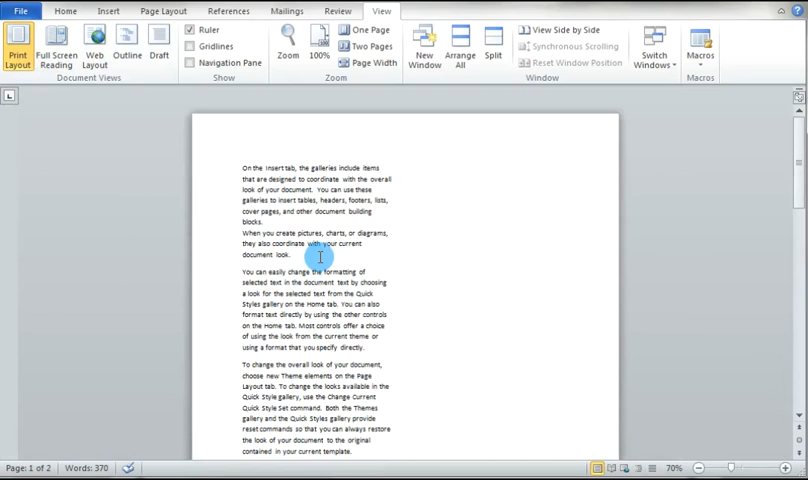 File Home Insert Page Layout References Mailings Review View
Print Layout Full Screen Reading Web Layout Outline Draft
Document Views
Ruler
Gridlines
Navigation Pane
Show
Zoom 100%
One Page
Two Pages
Page Width
Zoom
New Window Arrange All Split
View Side by Side
Synchronous Scrolling
Reset Window Position
Switch Windows
Window
Macros
Macros
On the Insert tab, the galleries include items
that are designed to coordinate with the overall
look of your document. You can use these
galleries to insert tables, headers, footers, lists,
cover pages, and other document building
blocks.
When you create pictures, charts, or diagrams,
they also coordinate with your current
document look.
You can easily change the formatting of
selected text in the document text by choosing
a look for the selected text from the Quick
Styles gallery on the Home tab. You can also
format text directly by using the other controls
on the Home tab. Most controls offer a choice
of using the look from the current theme or
using a format that you specify directly.
To change the overall look of your document,
choose new Theme elements on the Page
Layout tab. To change the looks available in the
Quick Style gallery, use the Change Current
Quick Style Set command. Both the Themes
gallery and the Quick Styles gallery provide
reset commands so that you can always restore
the look of your document to the original
contained in your current template.
Page: 1 of 2 Words: 370 70%